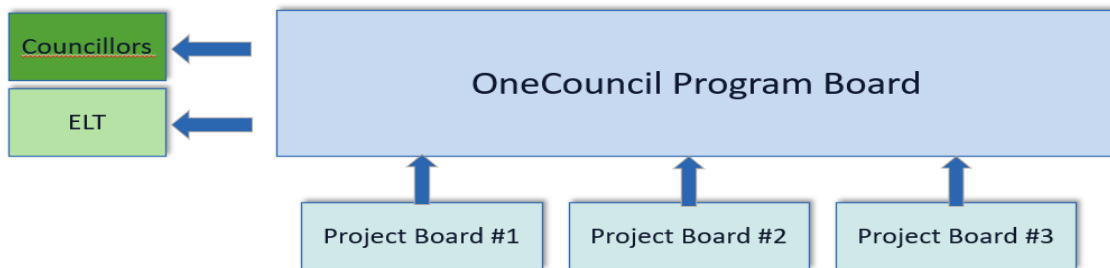 Councillors
OneCouncil Program Board
ELT
Project Board #1
Project Board #2
Project Board #3